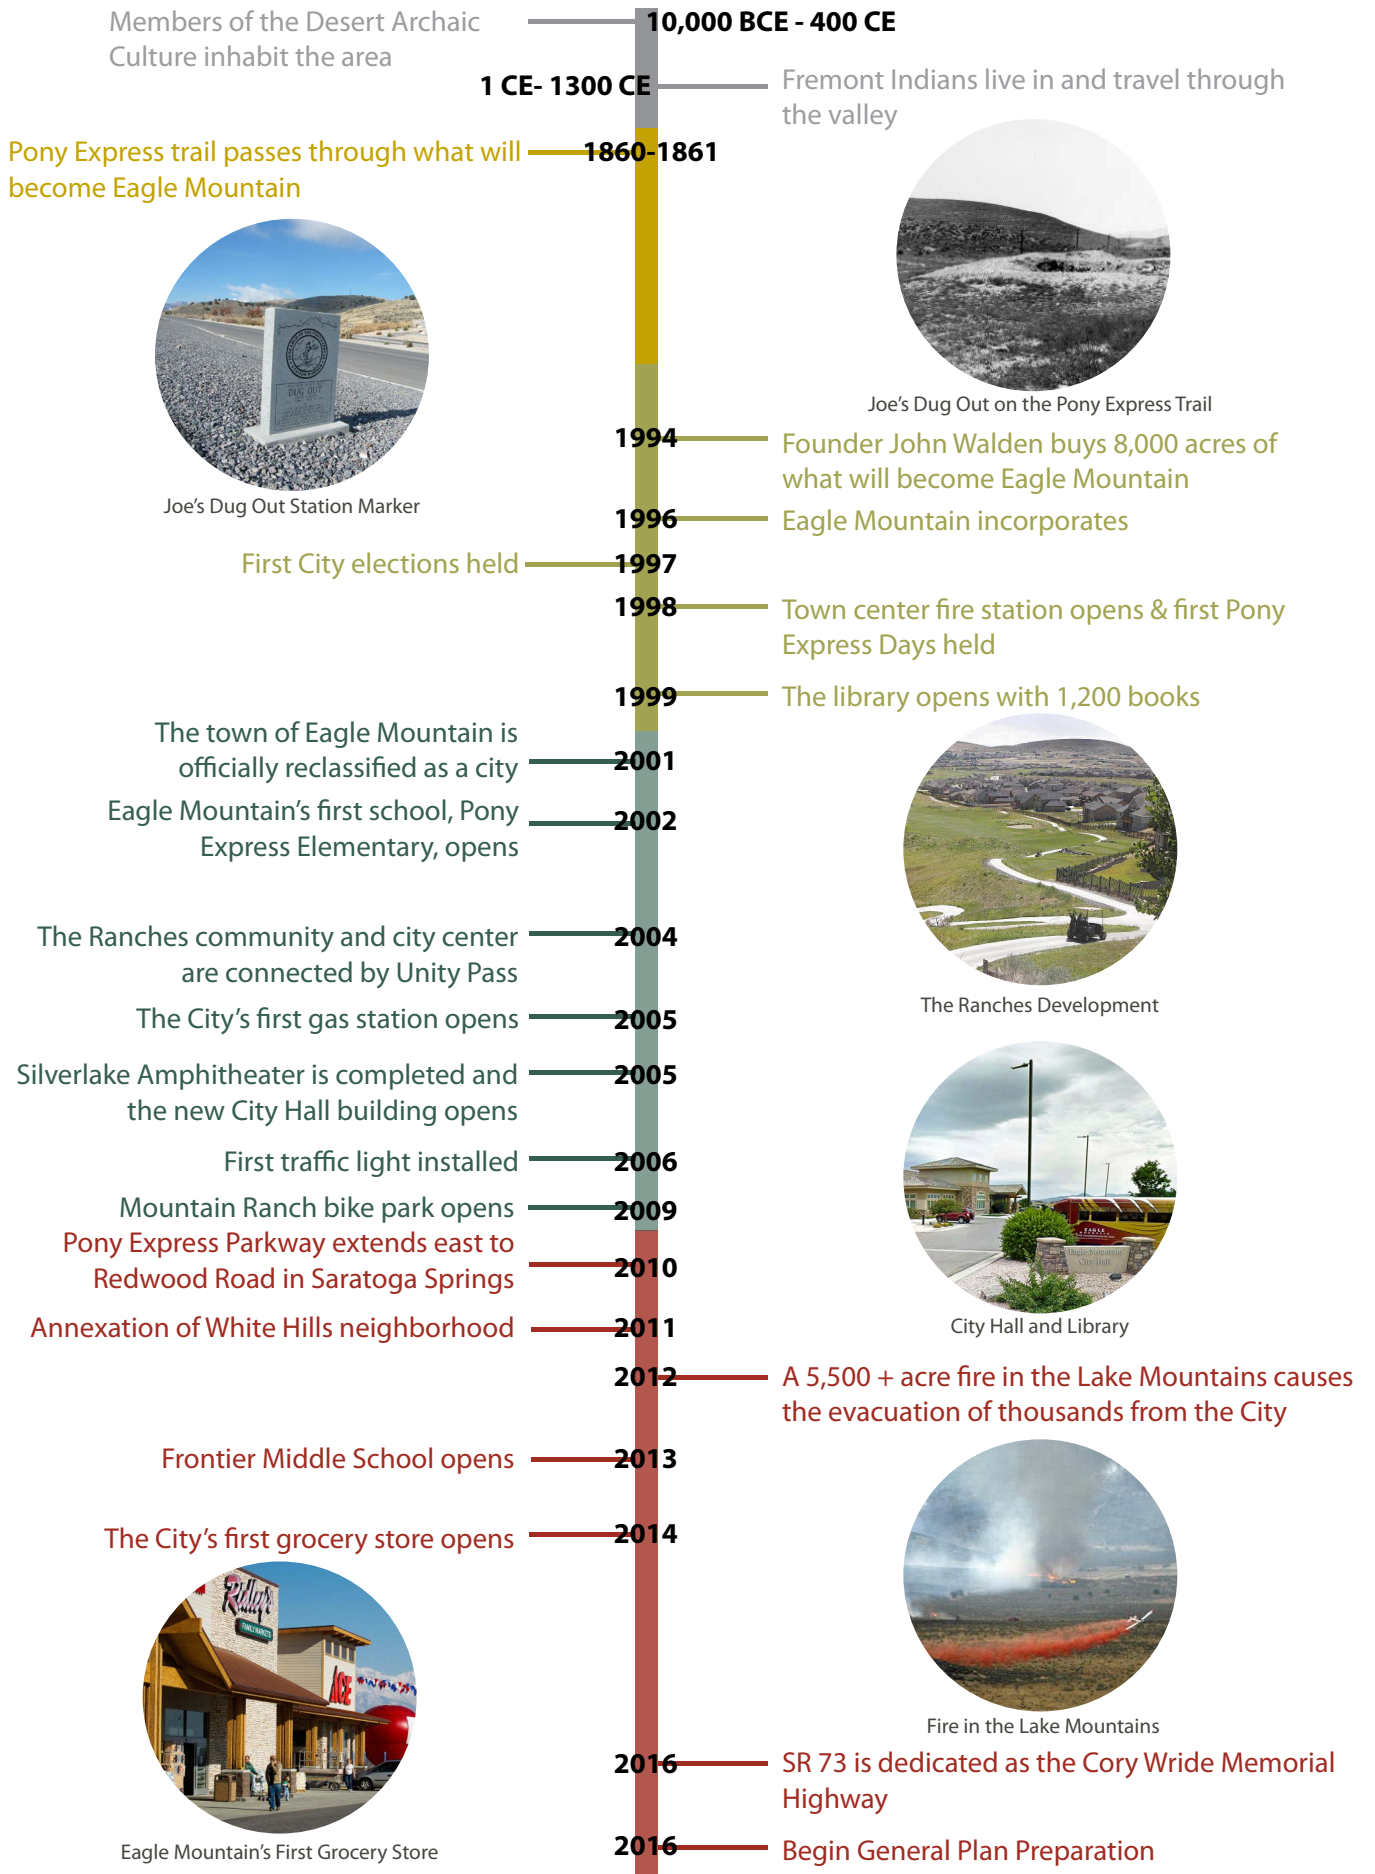 Members of the Desert Archaic
Culture inhabit the area
10,000 BCE - 400 CE
1 CE- 1300 CE
Fremont Indians live in and travel through
the valley
Pony Express trail passes through what will
become Eagle Mountain
1860-1861
DUG OUT
Joe's Dug Out Station Marker
Joe's Dug Out on the Pony Express Trail
1994
Founder John Walden buys 8,000 acres of
what will become Eagle Mountain
1996
Eagle Mountain incorporates
First City elections held
1997
1998
Town center fire station opens & first Pony
Express Days held
1999
The library opens with 1,200 books
The town of Eagle Mountain is
officially reclassified as a city
2001
Eagle Mountain's first school, Pony
Express Elementary, opens
2002
The Ranches community and city center
are connected by Unity Pass
2004
The Ranches Development
The City's first gas station opens
2005
Silverlake Amphitheater is completed and
the new City Hall building opens
2005
First traffic light installed
2006
Mountain Ranch bike park opens
2009
EAGLE
Eagle Mountain
City Hall
City Hall and Library
Pony Express Parkway extends east to
Redwood Road in Saratoga Springs
2010
Annexation of White Hills neighborhood
2011
2012
A 5,500 + acre fire in the Lake Mountains causes
the evacuation of thousands from the City
Frontier Middle School opens
2013
The City's first grocery store opens
2014
Ridley's
FAMILY MARKETS
ACE
Eagle Mountain's First Grocery Store
Fire in the Lake Mountains
2016
SR 73 is dedicated as the Cory Wride Memorial
Highway
2016
Begin General Plan Preparation